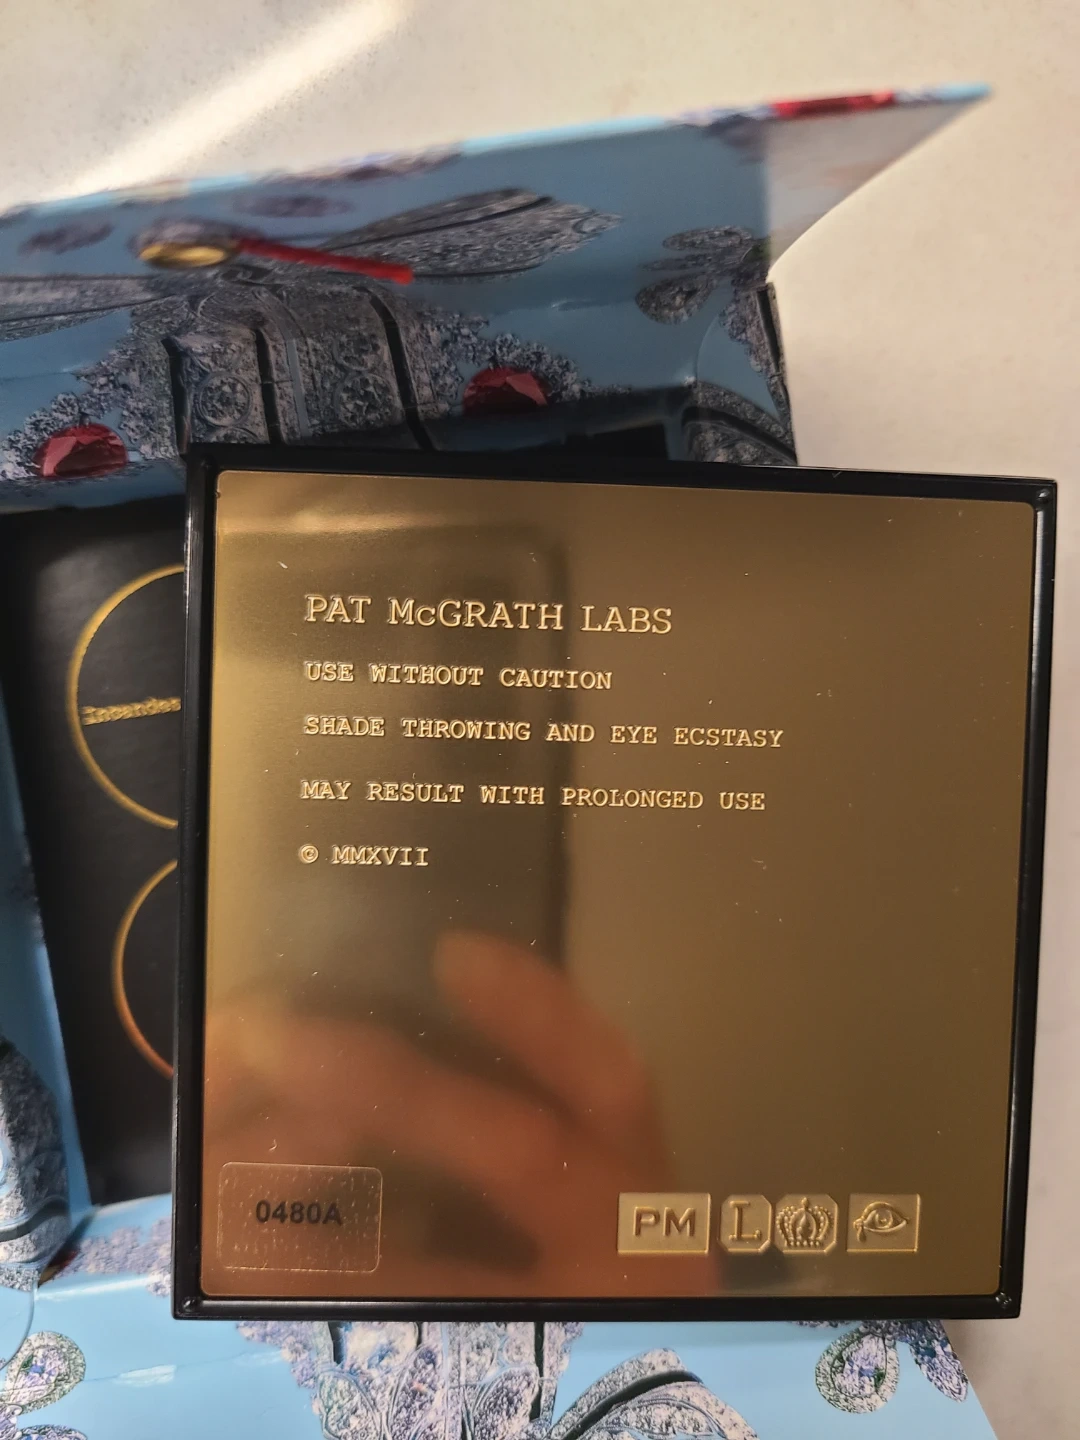 PAT McGRATH LABS
USE WITHOUT CAUTION
SHADE THROWING AND EYE ECSTASY
MAY RESULT WITH PROLONGED USE
© MMXVII
0480A
PM L